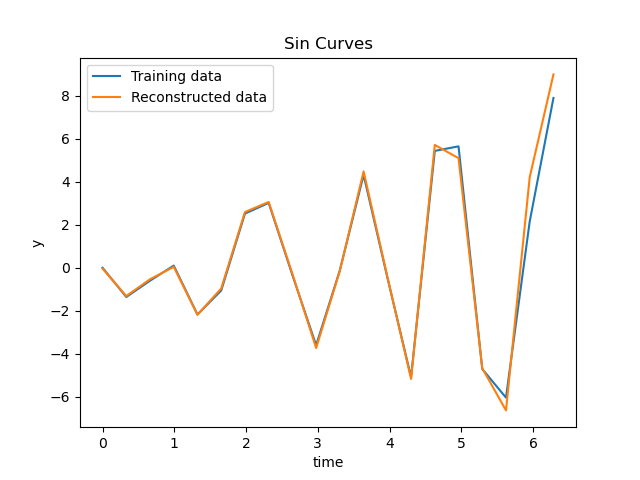 Sin Curves
Training data
Reconstructed data
8
6
4
2
0
−2
−4
−6
y
0 1 2 3 4 5 6
time